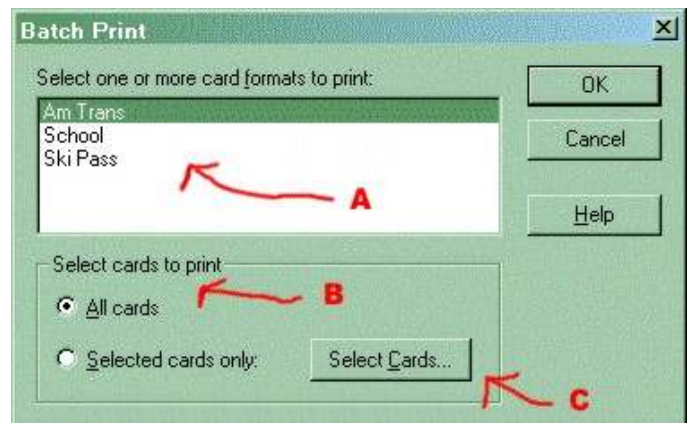 Batch Print
Select one or more card formats to print:
Am Trans
School
Ski Pass
A
OK
Cancel
Help
Select cards to print
B
All cards
Selected cards only:
Select Cards...
C